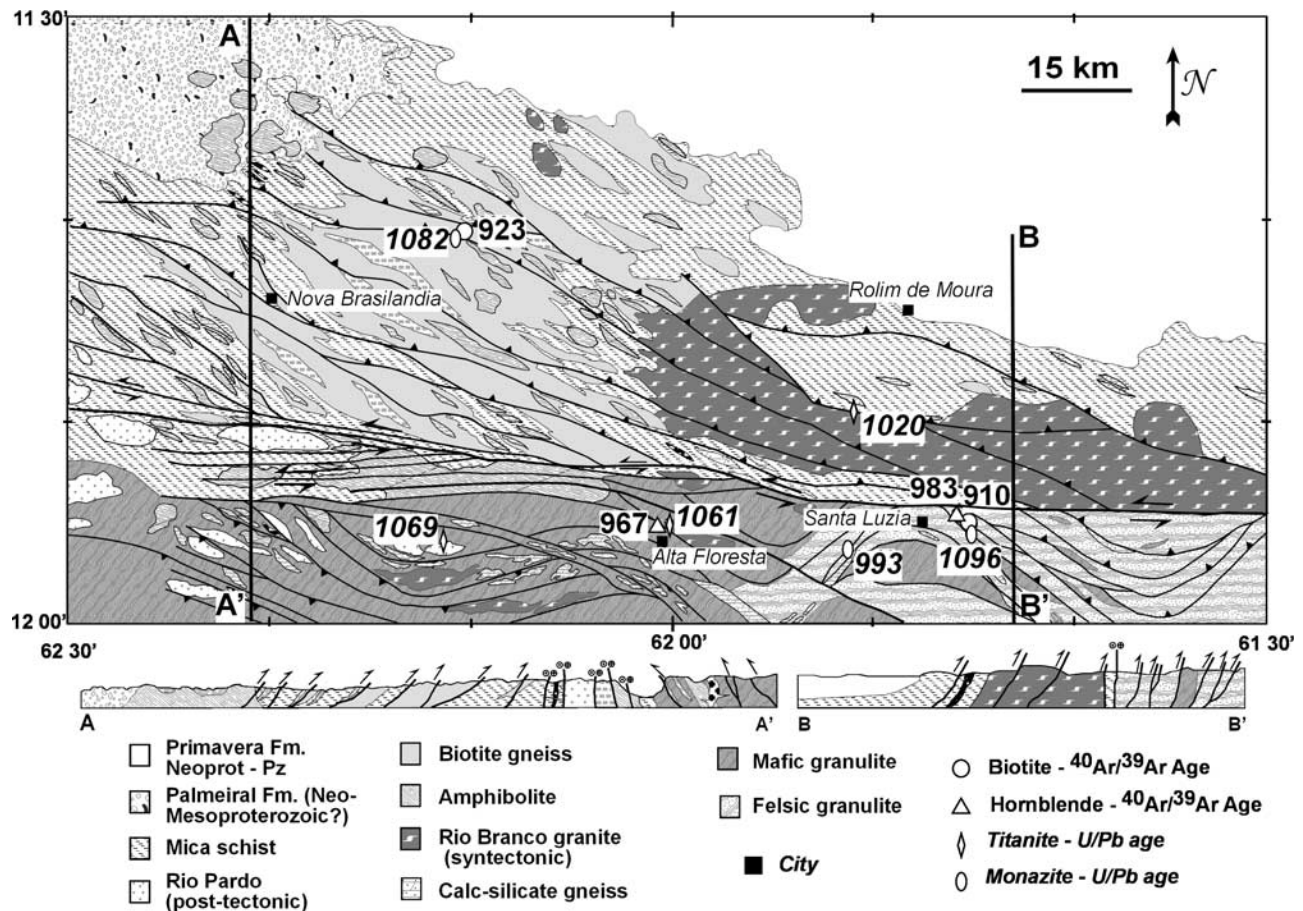 11 30'
A
15 km
N
B
923
1082
Nova Brasilandia
Rolim de Moura
1020
983
910
1069
967
1061
Santa Luzia
Alta Floresta
993
1096
A'
B'
12 00'
62 30'
62 00'
61 30'
A
A'
B
B'
Primavera Fm.
Neoprot - Pz
Palmeiral Fm. (Neo-
Mesoproterozoic?)
Mica schist
Rio Pardo
(post-tectonic)
Biotite gneiss
Amphibolite
Rio Branco granite
(syntectonic)
Calc-silicate gneiss
Mafic granulite
Felsic granulite
City
Biotite - 40Ar/39Ar Age
Hornblende - 40Ar/39Ar Age
Titanite - U/Pb age
Monazite - U/Pb age